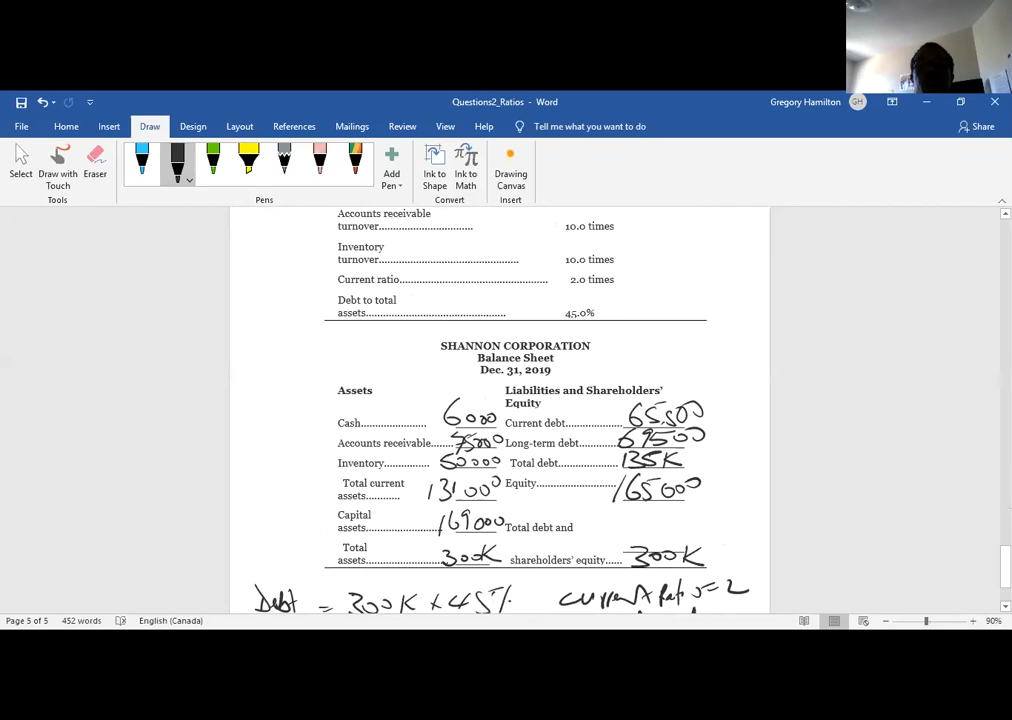 Questions2_Ratios - Word
Gregory Hamilton GH
File Home Insert Draw Design Layout References Mailings Review View Help Tell me what you want to do Share
Select Draw with Touch Eraser Add Pen Ink to Shape Ink to Math Drawing Canvas
Tools Pens Convert Insert
Accounts receivable
turnover................................ 10.0 times
Inventory
turnover............................................... 10.0 times
Current ratio.................................................. 2.0 times
Debt to total
assets............................................... 45.0%
SHANNON CORPORATION
Balance Sheet
Dec. 31, 2019
Assets Liabilities and Shareholders'
Equity
Cash............................... 6000 Current debt............................. 65,500
Accounts receivable........ 75000 Long-term debt............. 69500
Inventory............... 50000 Total debt.................... 135K
Total current
assets............ 131000 Equity............................ 165000
Capital
assets......................... 169000 Total debt and
Total
assets......................... 300K shareholders' equity...... 300K
Debt = 300K × 45% current ratio = 2
Page 5 of 5 452 words English (Canada) 90%